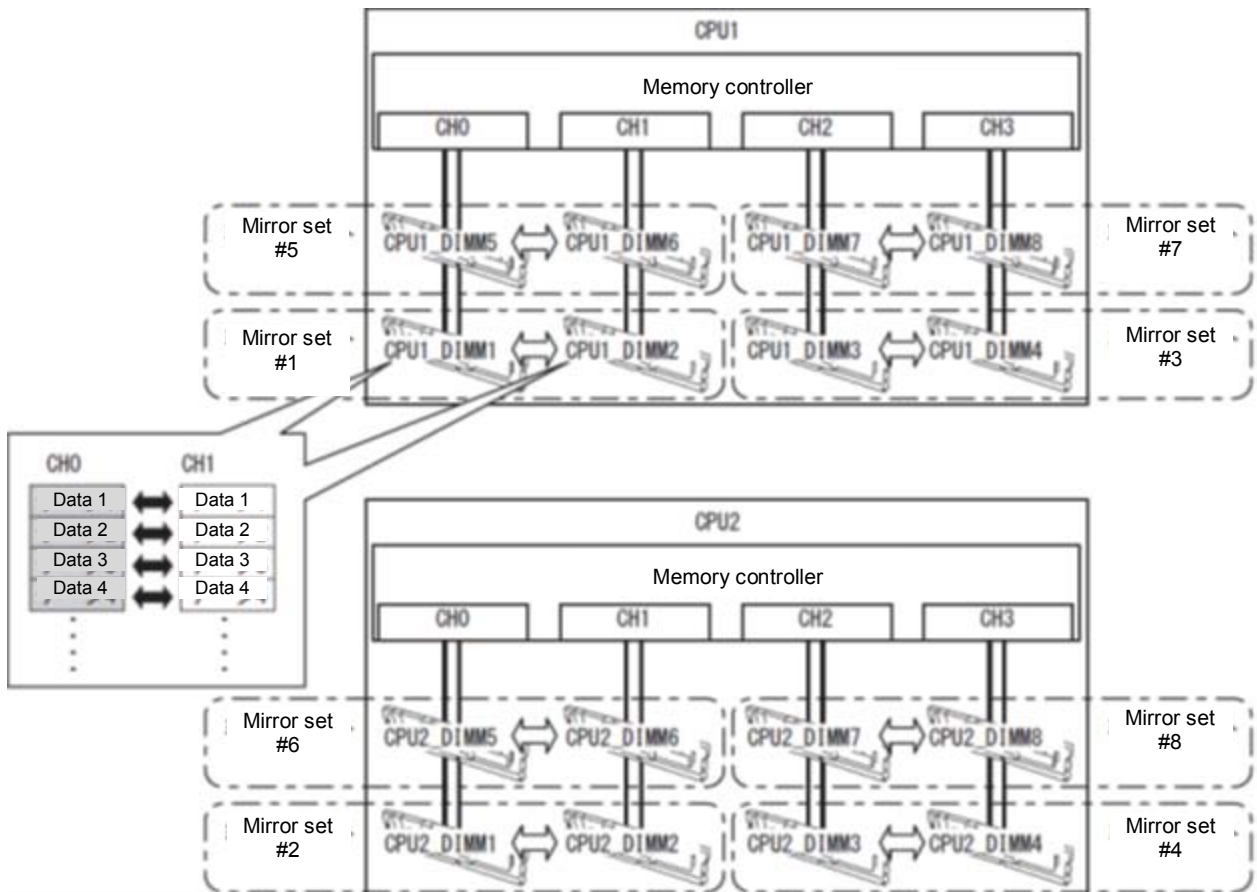 CPU1
Memory controller
CH0 CH1 CH2 CH3
Mirror set
#5
CPU1_DIMM5 CPU1_DIMM6 CPU1_DIMM7 CPU1_DIMM8
Mirror set
#7
Mirror set
#1
CPU1_DIMM1 CPU1_DIMM2 CPU1_DIMM3 CPU1_DIMM4
Mirror set
#3
CH0 CH1
Data 1 Data 1
Data 2 Data 2
Data 3 Data 3
Data 4 Data 4
CPU2
Memory controller
CH0 CH1 CH2 CH3
Mirror set
#6
CPU2_DIMM5 CPU2_DIMM6 CPU2_DIMM7 CPU2_DIMM8
Mirror set
#8
Mirror set
#2
CPU2_DIMM1 CPU2_DIMM2 CPU2_DIMM3 CPU2_DIMM4
Mirror set
#4